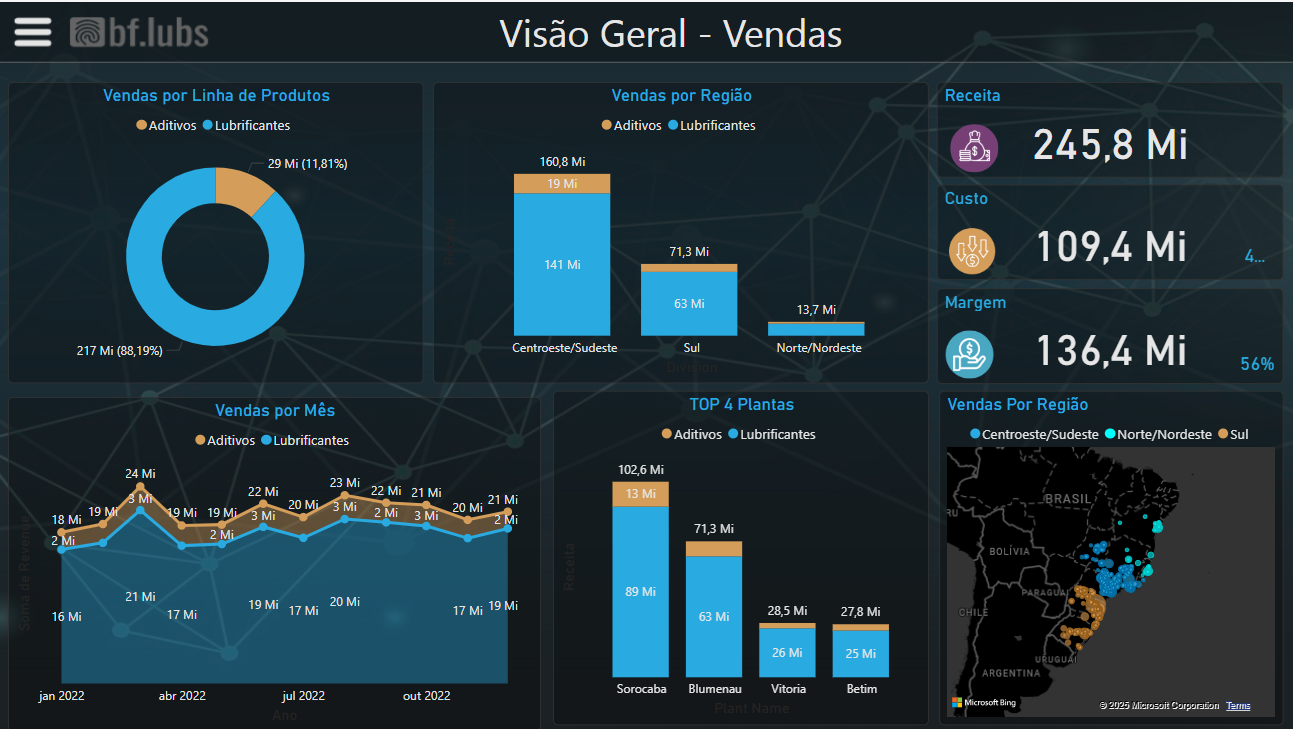 bf.lubs
Visão Geral - Vendas
Vendas por Linha de Produtos
Aditivos Lubrificantes
29 Mi (11,81%)
217 Mi (88,19%)
Vendas por Região
Aditivos Lubrificantes
160,8 Mi
19 Mi
141 Mi
71,3 Mi
63 Mi
13,7 Mi
Centroeste/Sudeste Sul Norte/Nordeste
Division
Receita
245,8 Mi
Custo
109,4 Mi
4...
Margem
136,4 Mi
56%
Vendas por Mês
Aditivos Lubrificantes
18 Mi 19 Mi 24 Mi 19 Mi 19 Mi 22 Mi 20 Mi 23 Mi 22 Mi 21 Mi 20 Mi 21 Mi
2 Mi 3 Mi 2 Mi 3 Mi 3 Mi 2 Mi 3 Mi 2 Mi
16 Mi 21 Mi 17 Mi 19 Mi 17 Mi 20 Mi 17 Mi 19 Mi
jan 2022 abr 2022 jul 2022 out 2022
Ano
TOP 4 Plantas
Aditivos Lubrificantes
Receita
102,6 Mi
13 Mi
89 Mi
71,3 Mi
63 Mi
28,5 Mi
26 Mi
27,8 Mi
25 Mi
Sorocaba Blumenau Vitoria Betim
Plant Name
Vendas Por Região
Centroeste/Sudeste Norte/Nordeste Sul
BRASIL
RU
BOLÍVIA
PARAGUAI
CHILE
URUGUAI
ARGENTINA
Microsoft Bing
© 2025 Microsoft Corporation Terms